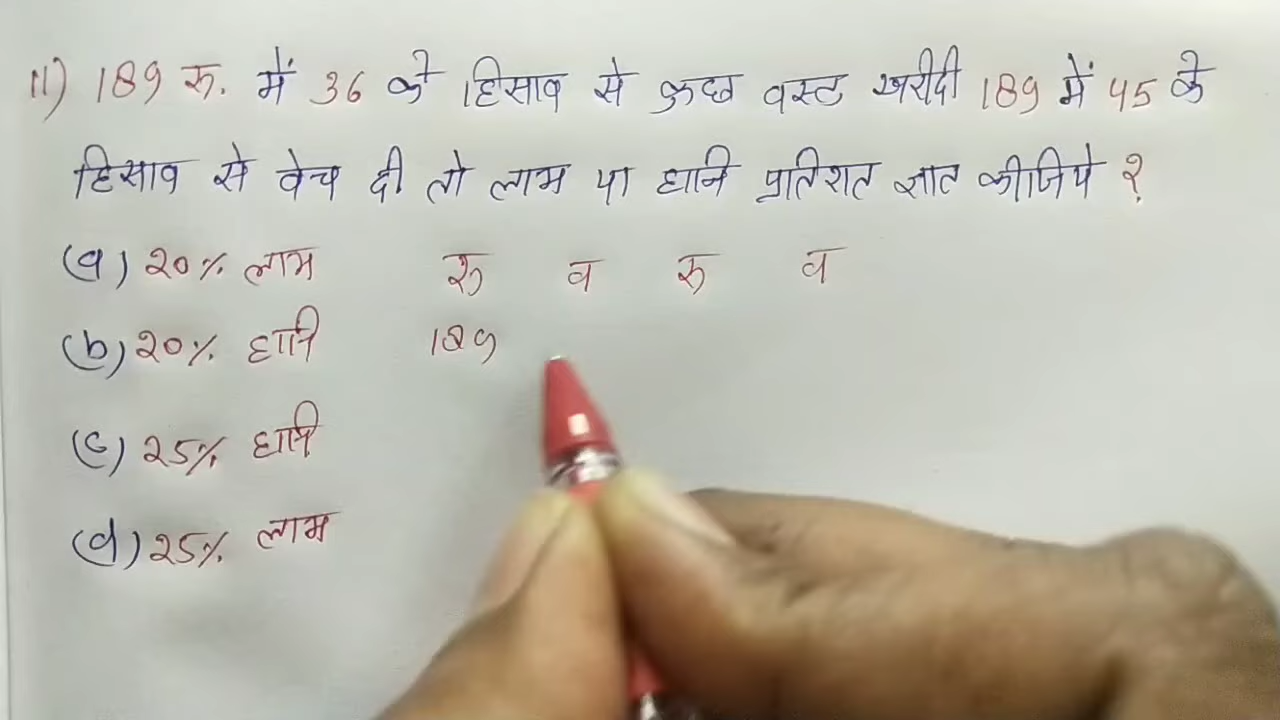 11) 189 रु. में 36 के हिसाब से कुछ वस्तु खरीदी 189 में 45 के
हिसाब से बेच दी तो लाभ या हानि प्रतिशत ज्ञात कीजिये ?
(a) 20% लाभ
रु व रु व
(b) 20% हानि
189
(c) 25% हानि
(d) 25% लाभ